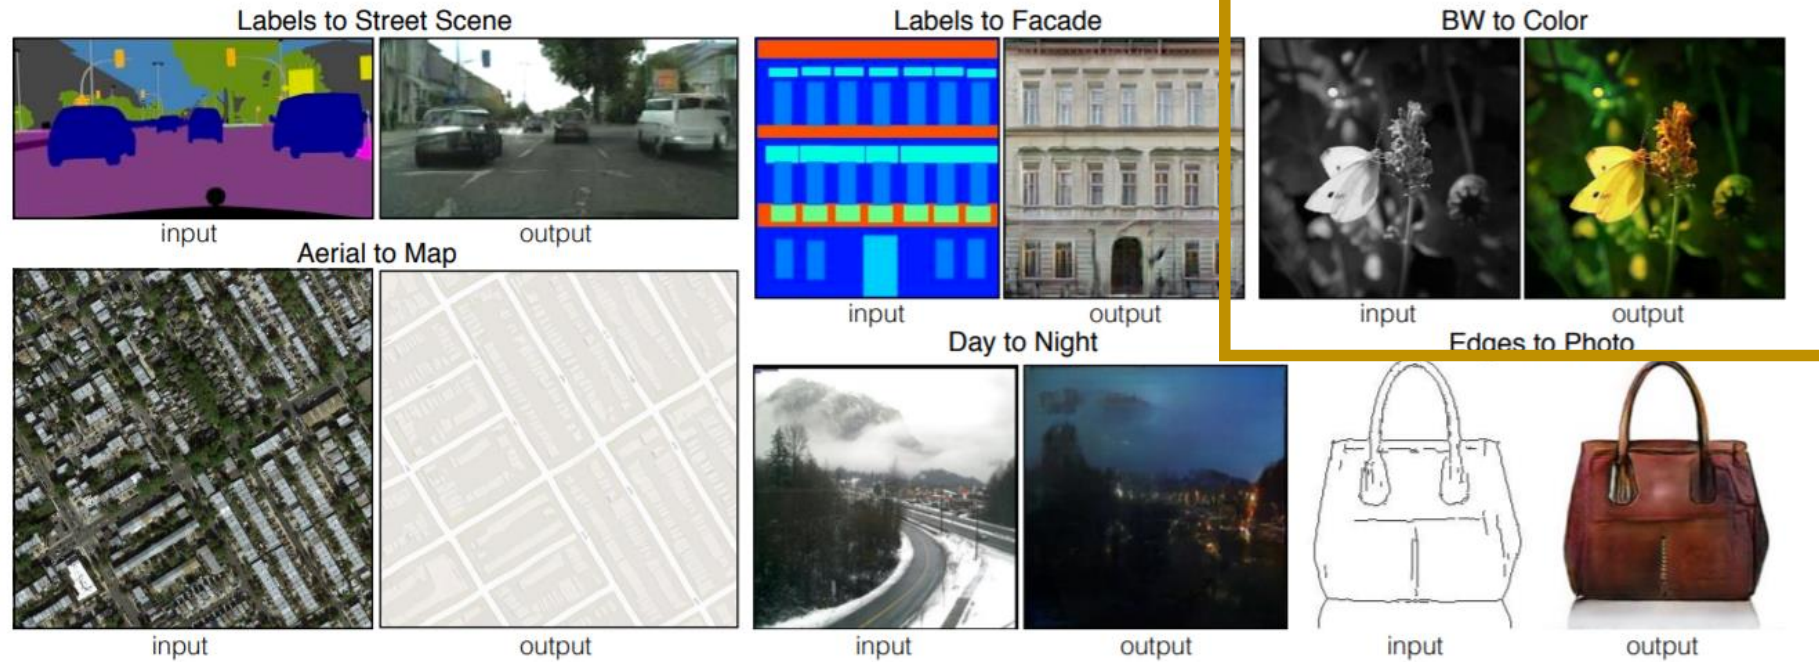 Labels to Street Scene
input
output
Aerial to Map
input
output
Labels to Facade
input
output
BW to Color
input
output
Day to Night
input
output
Edges to Photo
input
output